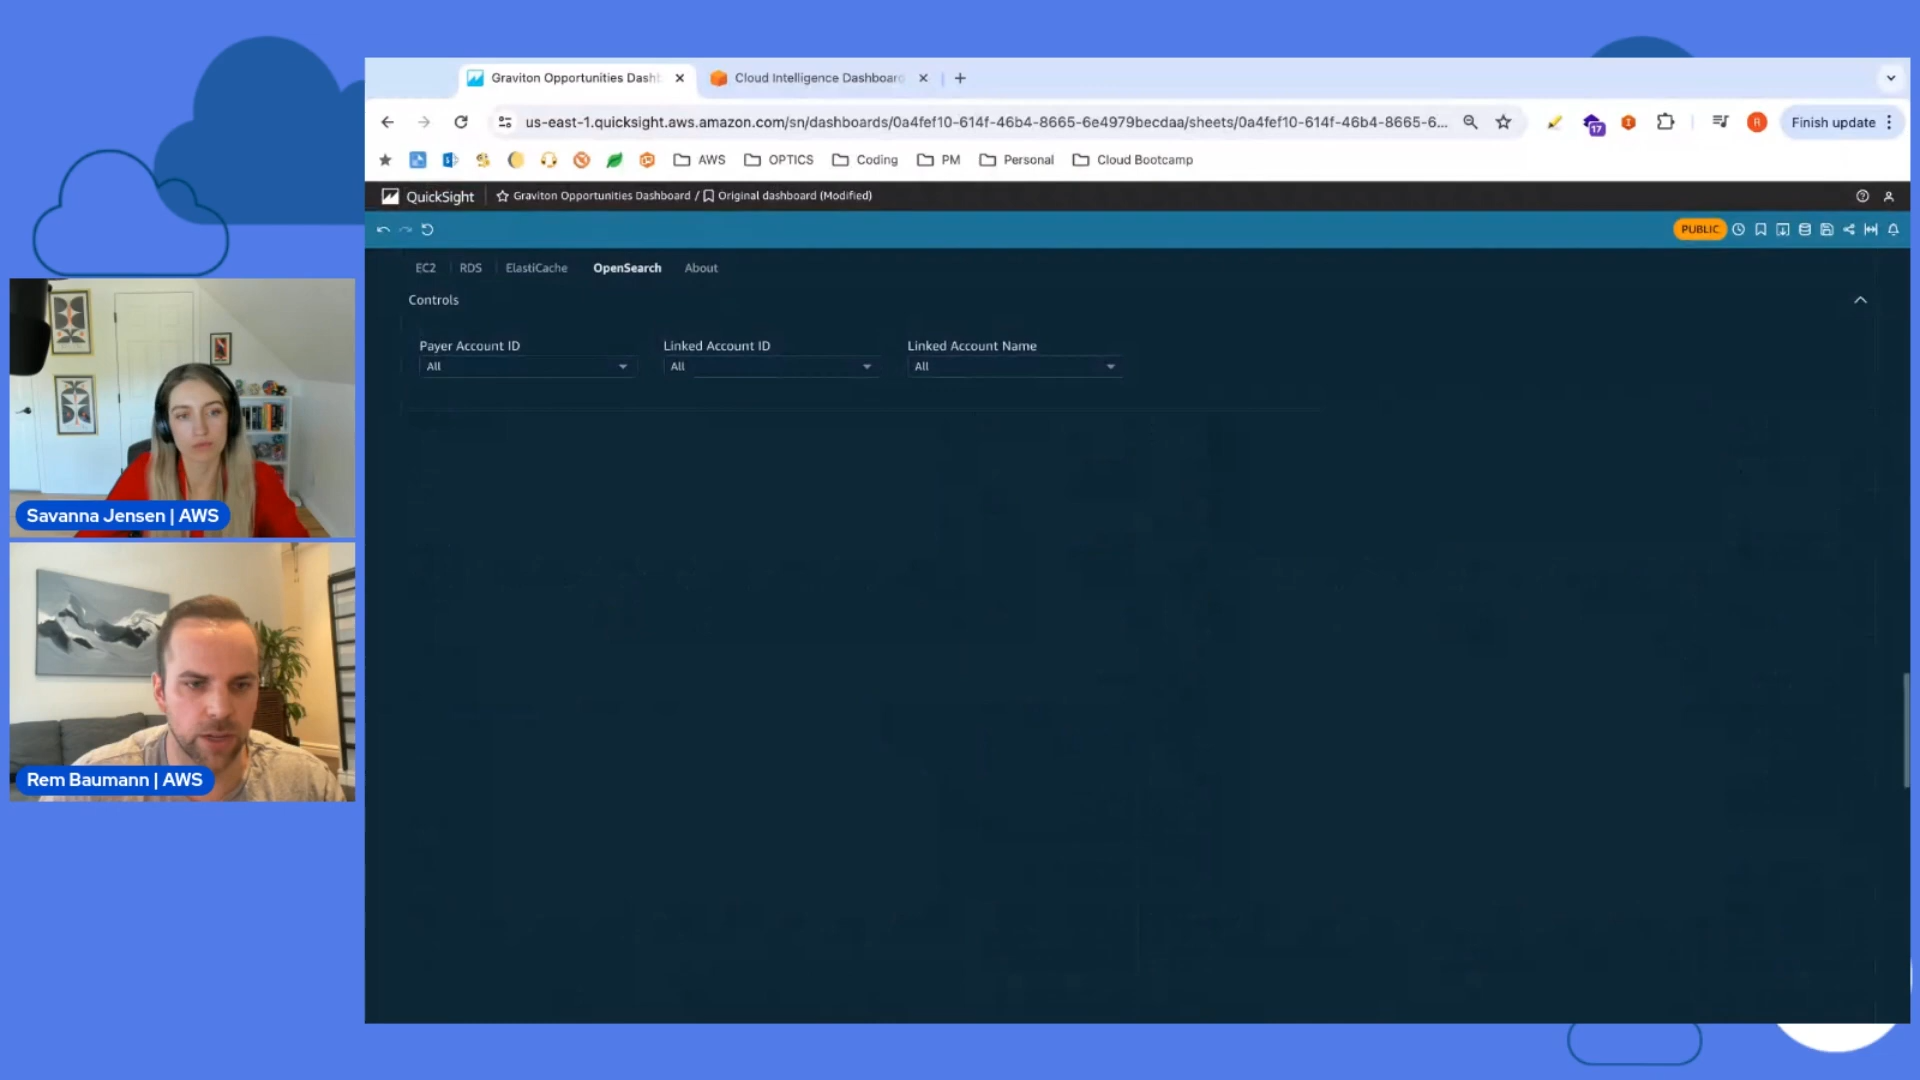 Graviton Opportunities Dasht
Cloud Intelligence Dashboard
us-east-1.quicksight.aws.amazon.com/sn/dashboards/0a4fef10-614f-46b4-8665-6e4979becdaa/sheets/0a4fef10-614f-46b4-8665-6...
17
R
Finish update
AWS
OPTICS
Coding
PM
Personal
Cloud Bootcamp
QuickSight
Graviton Opportunities Dashboard / Original dashboard (Modified)
PUBLIC
EC2 RDS ElastiCache OpenSearch About
Controls
Payer Account ID
All
Linked Account ID
All
Linked Account Name
All
Savanna Jensen | AWS
Rem Baumann | AWS